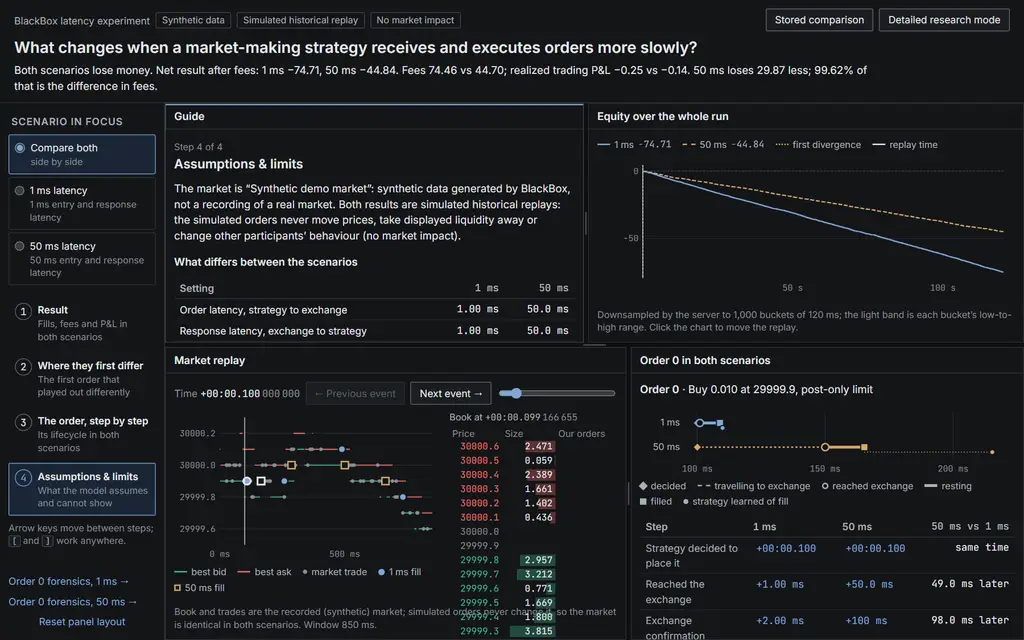 BlackBox latency experiment Synthetic data Simulated historical replay No market impact Stored comparison Detailed research mode
What changes when a market-making strategy receives and executes orders more slowly?
Both scenarios lose money. Net result after fees: 1 ms −74.71, 50 ms −44.84. Fees 74.46 vs 44.70; realized trading P&L −0.25 vs −0.14. 50 ms loses 29.87 less; 99.62% of
that is the difference in fees.
SCENARIO IN FOCUS
Compare both
side by side
1 ms latency
1 ms entry and response
latency
50 ms latency
50 ms entry and response
latency
1 Result
Fills, fees and P&L in
both scenarios
2 Where they first differ
The first order that
played out differently
3 The order, step by step
Its lifecycle in both
scenarios
4 Assumptions & limits
What the model assumes
and cannot show
Arrow keys move between steps;
[ and ] work anywhere.
Order 0 forensics, 1 ms →
Order 0 forensics, 50 ms →
Reset panel layout
Guide
Step 4 of 4
Assumptions & limits
The market is “Synthetic demo market”: synthetic data generated by BlackBox,
not a recording of a real market. Both results are simulated historical replays:
the simulated orders never move prices, take displayed liquidity away or
change other participants’ behaviour (no market impact).
What differs between the scenarios
Setting 1 ms 50 ms
Order latency, strategy to exchange 1.00 ms 50.0 ms
Response latency, exchange to strategy 1.00 ms 50.0 ms
Equity over the whole run
1 ms -74.71 50 ms -44.84 first divergence replay time
0
-50
50 s 100 s
Downsampled by the server to 1,000 buckets of 120 ms; the light band is each bucket's low-to-
high range. Click the chart to move the replay.
Market replay
Time +00:00.100 000 000 ← Previous event Next event →
30000.2
30000.0
29999.8
29999.6
0 ms 500 ms
best bid best ask market trade 1 ms fill
50 ms fill
Book at +00:00.099 166 655
Price Size Our orders
30000.6 2.471
30000.5 0.059
30000.4 2.389
30000.3 1.661
30000.2 1.402
30000.1 0.436
30000.0
29999.9
29999.8 2.957
29999.7 3.212
29999.6 0.771
29999.5 1.669
29999.4 1.800
29999.3 3.815
Book and trades are the recorded (synthetic) market; simulated orders never change it, so the market
is identical in both scenarios. Window 850 ms.
Order 0 in both scenarios
Order 0 · Buy 0.010 at 29999.9, post-only limit
1 ms
50 ms
100 ms 150 ms 200 ms
decided travelling to exchange reached exchange resting
filled strategy learned of fill
Step 1 ms 50 ms 50 ms vs 1 ms
Strategy decided to
place it +00:00.100 +00:00.100 same time
Reached the
exchange +1.00 ms +50.0 ms 49.0 ms later
Exchange
confirmation +2.00 ms +100 ms 98.0 ms later